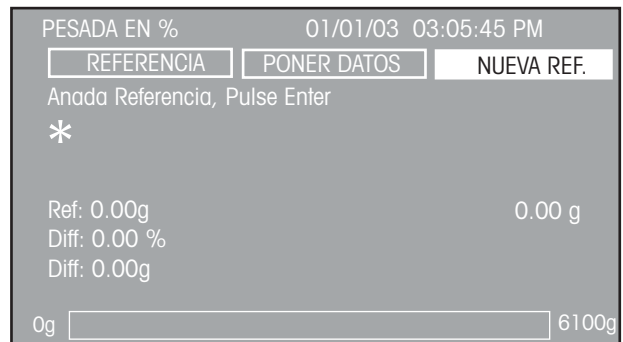 PESADA EN % 01/01/03 03:05:45 PM
REFERENCIA PONER DATOS NUEVA REF.
Anada Referencia, Pulse Enter
*
Ref: 0.00g 0.00 g
Diff: 0.00 %
Diff: 0.00g
0g 6100g